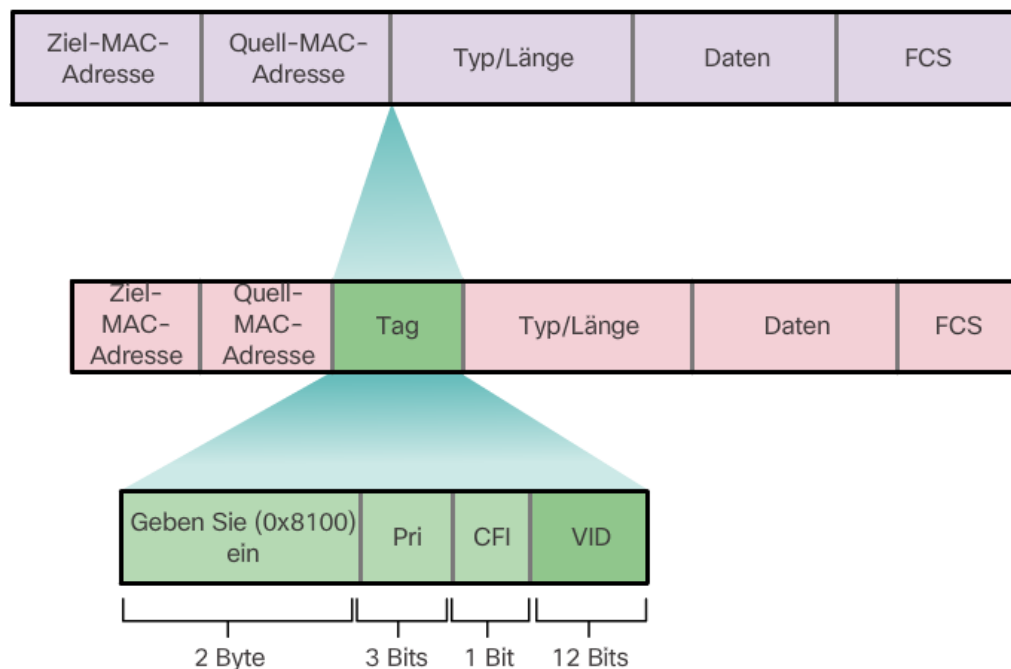 Ziel-MAC-
Adresse
Quell-MAC-
Adresse
Typ/Länge
Daten
FCS
Ziel-
MAC-
Adresse
Quell-
MAC-
Adresse
Tag
Typ/Länge
Daten
FCS
Geben Sie (0x8100)
ein
Pri
CFI
VID
2 Byte
3 Bits
1 Bit
12 Bits